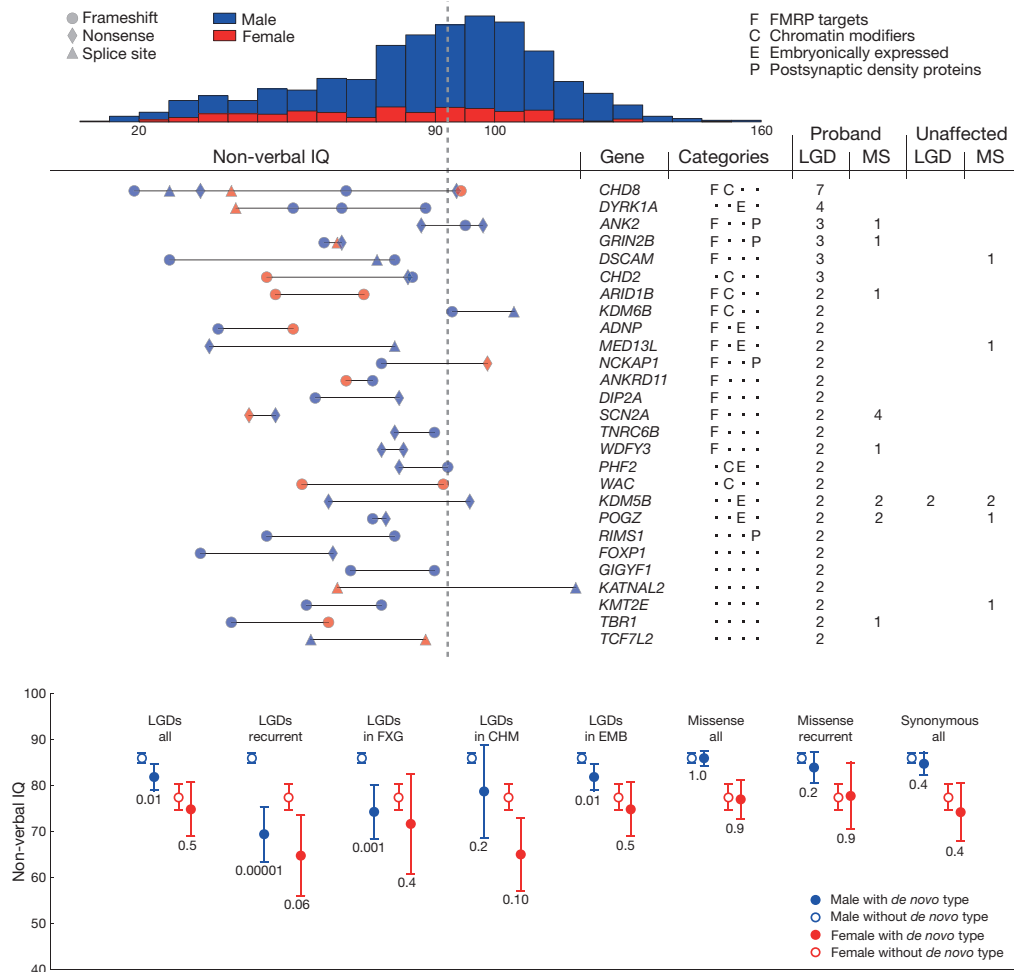 Frameshift
Nonsense
Splice site
Male
Female
F FMRP targets
C Chromatin modifiers
E Embryonically expressed
P Postsynaptic density proteins
20 90 100 160
Proband Unaffected
Non-verbal IQ Gene Categories LGD MS LGD MS
CHD8 F C · · 7
DYRK1A · · E · 4
ANK2 F · · P 3 1
GRIN2B F · · P 3 1
DSCAM F · · · 3 1
CHD2 · C · · 3
ARID1B F C · · 2 1
KDM6B F C · · 2
ADNP F · E · 2
MED13L F · E · 2 1
NCKAP1 F · · P 2
ANKRD11 F · · · 2
DIP2A F · · · 2
SCN2A F · · · 2 4
TNRC6B F · · · 2
WDFY3 F · · · 2 1
PHF2 · C E · 2
WAC · C · · 2
KDM5B · · E · 2 2 2 2
POGZ · · E · 2 2 1
RIMS1 · · · P 2
FOXP1 · · · · 2
GIGYF1 · · · · 2
KATNAL2 · · · · 2
KMT2E · · · · 2 1
TBR1 · · · · 2 1
TCF7L2 · · · · 2
Non-verbal IQ
100
90
80
70
60
50
40
LGDs all
0.01
0.5
LGDs recurrent
0.00001
0.06
LGDs in FXG
0.001
0.4
LGDs in CHM
0.2
0.10
LGDs in EMB
0.01
0.5
Missense all
1.0
0.9
Missense recurrent
0.2
0.9
Synonymous all
0.4
0.4
Male with de novo type
Male without de novo type
Female with de novo type
Female without de novo type